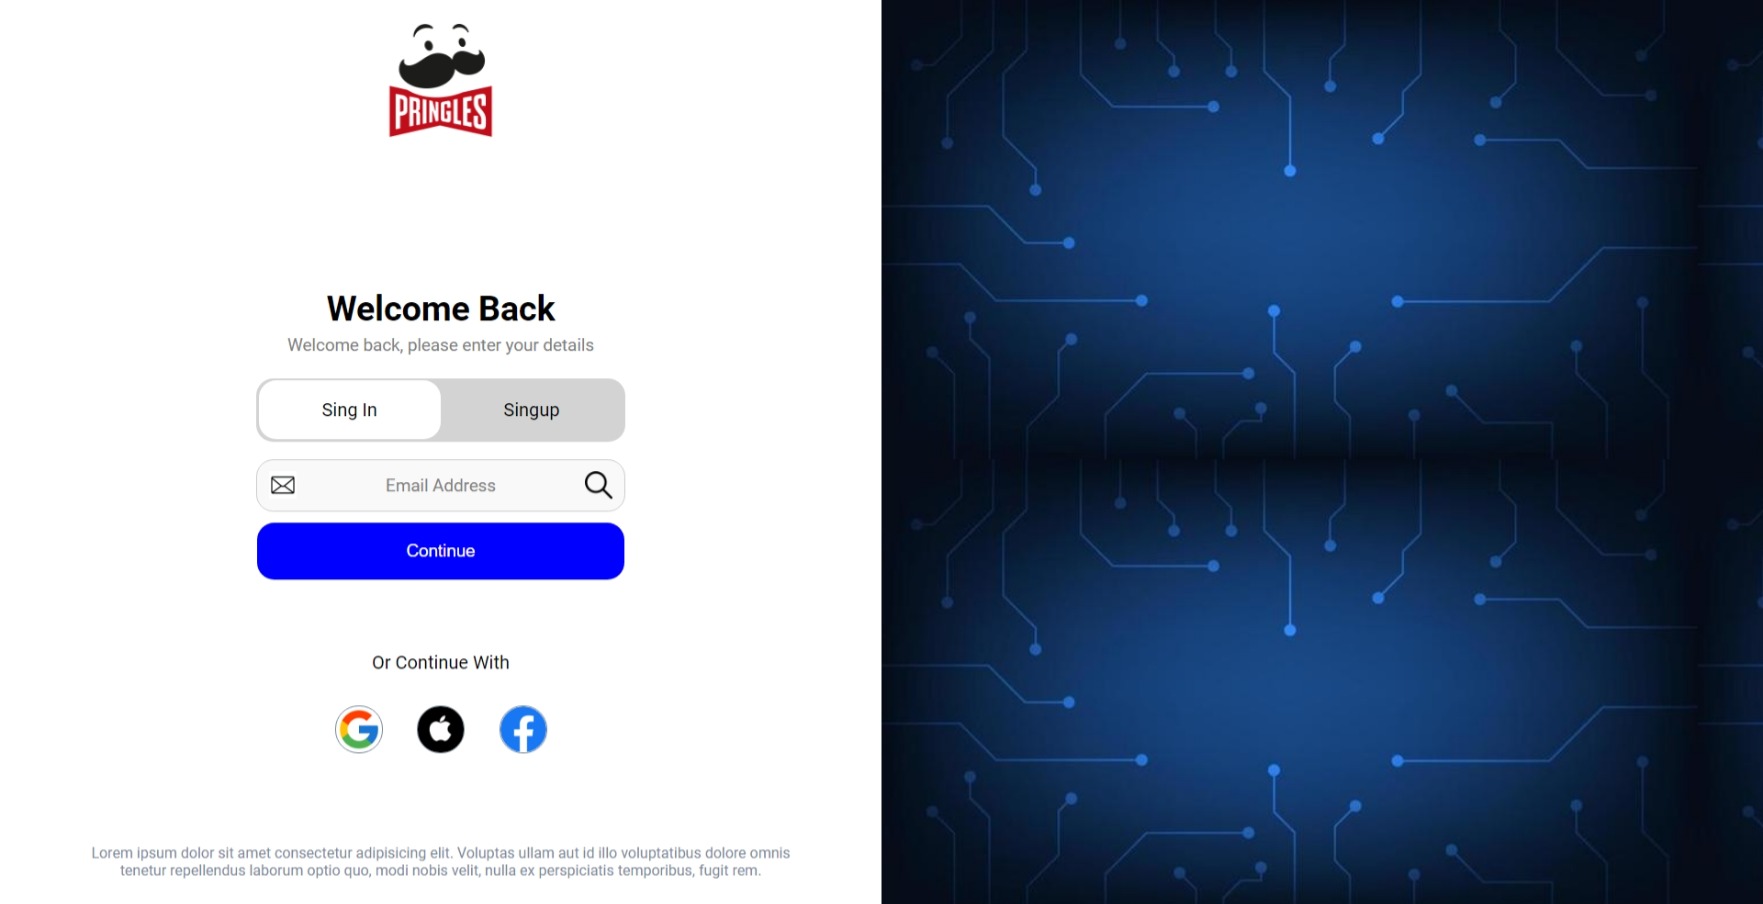 PRINGLES
Welcome Back
Welcome back, please enter your details
Sing In
Singup
Email Address
Continue
Or Continue With
Lorem ipsum dolor sit amet consectetur adipisicing elit. Voluptas ullam aut id illo voluptatibus dolore omnis
tenetur repellendus laborum optio quo, modi nobis velit, nulla ex perspiciatis temporibus, fugit rem.